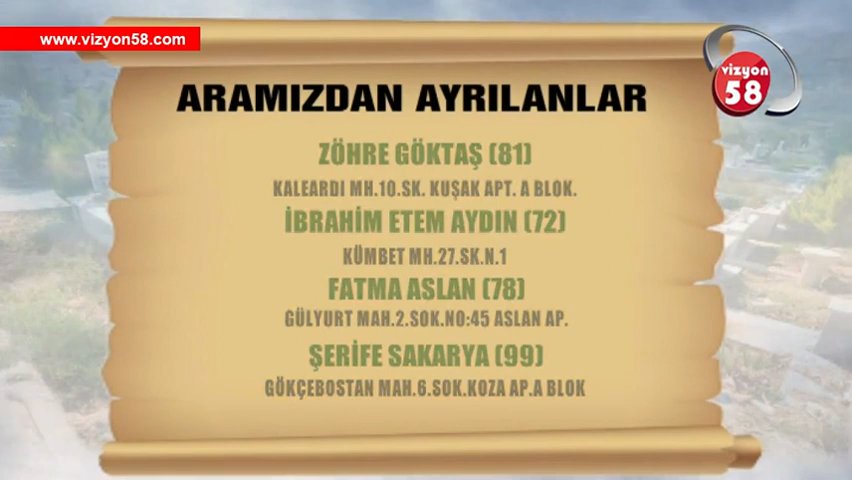 www.vizyon58.com
vizyon
58
ARAMIZDAN AYRILANLAR
ZÖHRE GÖKTAŞ (81)
KALEARDI MH.10.SK. KUŞAK APT. A BLOK.
İBRAHİM ETEM AYDIN (72)
KÜMBET MH.27.SK.N.1
FATMA ASLAN (78)
GÜLYURT MAH.2.SOK.NO:45 ASLAN AP.
ŞERİFE SAKARYA (99)
GÖKÇEBOSTAN MAH.6.SOK.KOZA AP.A BLOK